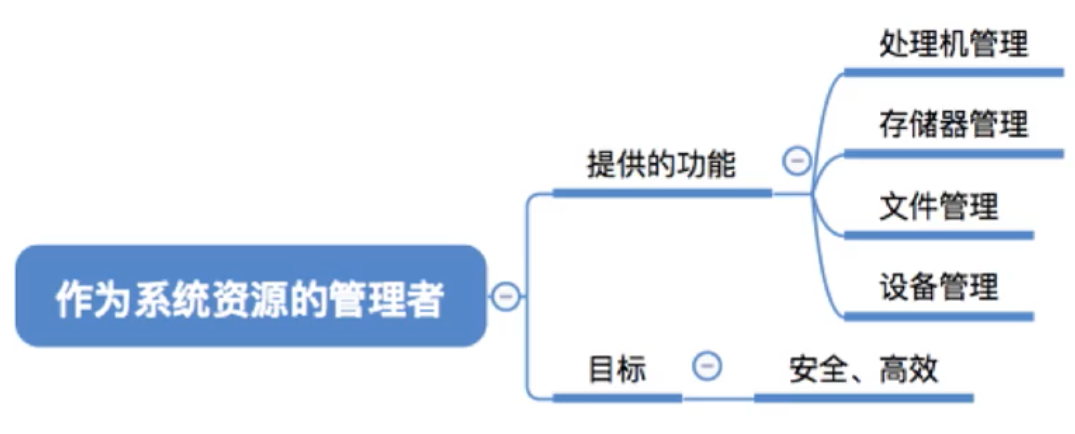 作为系统资源的管理者
提供的功能
处理机管理
存储器管理
文件管理
设备管理
目标
安全、高效